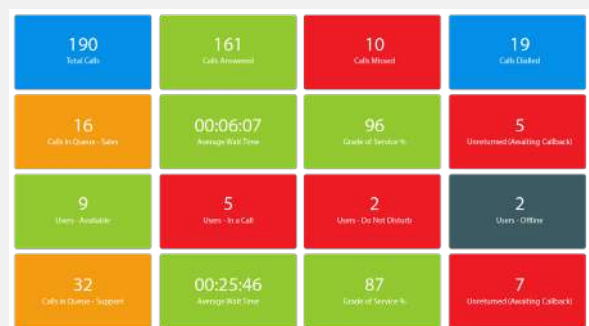 190
Total Calls
161
Calls Answered
10
Calls Missed
19
Calls Dialled
16
Calls in Queue - Sales
00:06:07
Average Wait Time
96
Grade of Service %
5
Unreturned (Awaiting Callback)
9
Users - Available
5
Users - In a Call
2
Users - Do Not Disturb
2
Users - Offline
32
Calls in Queue - Support
00:25:46
Average Wait Time
87
Grade of Service %
7
Unreturned (Awaiting Callback)